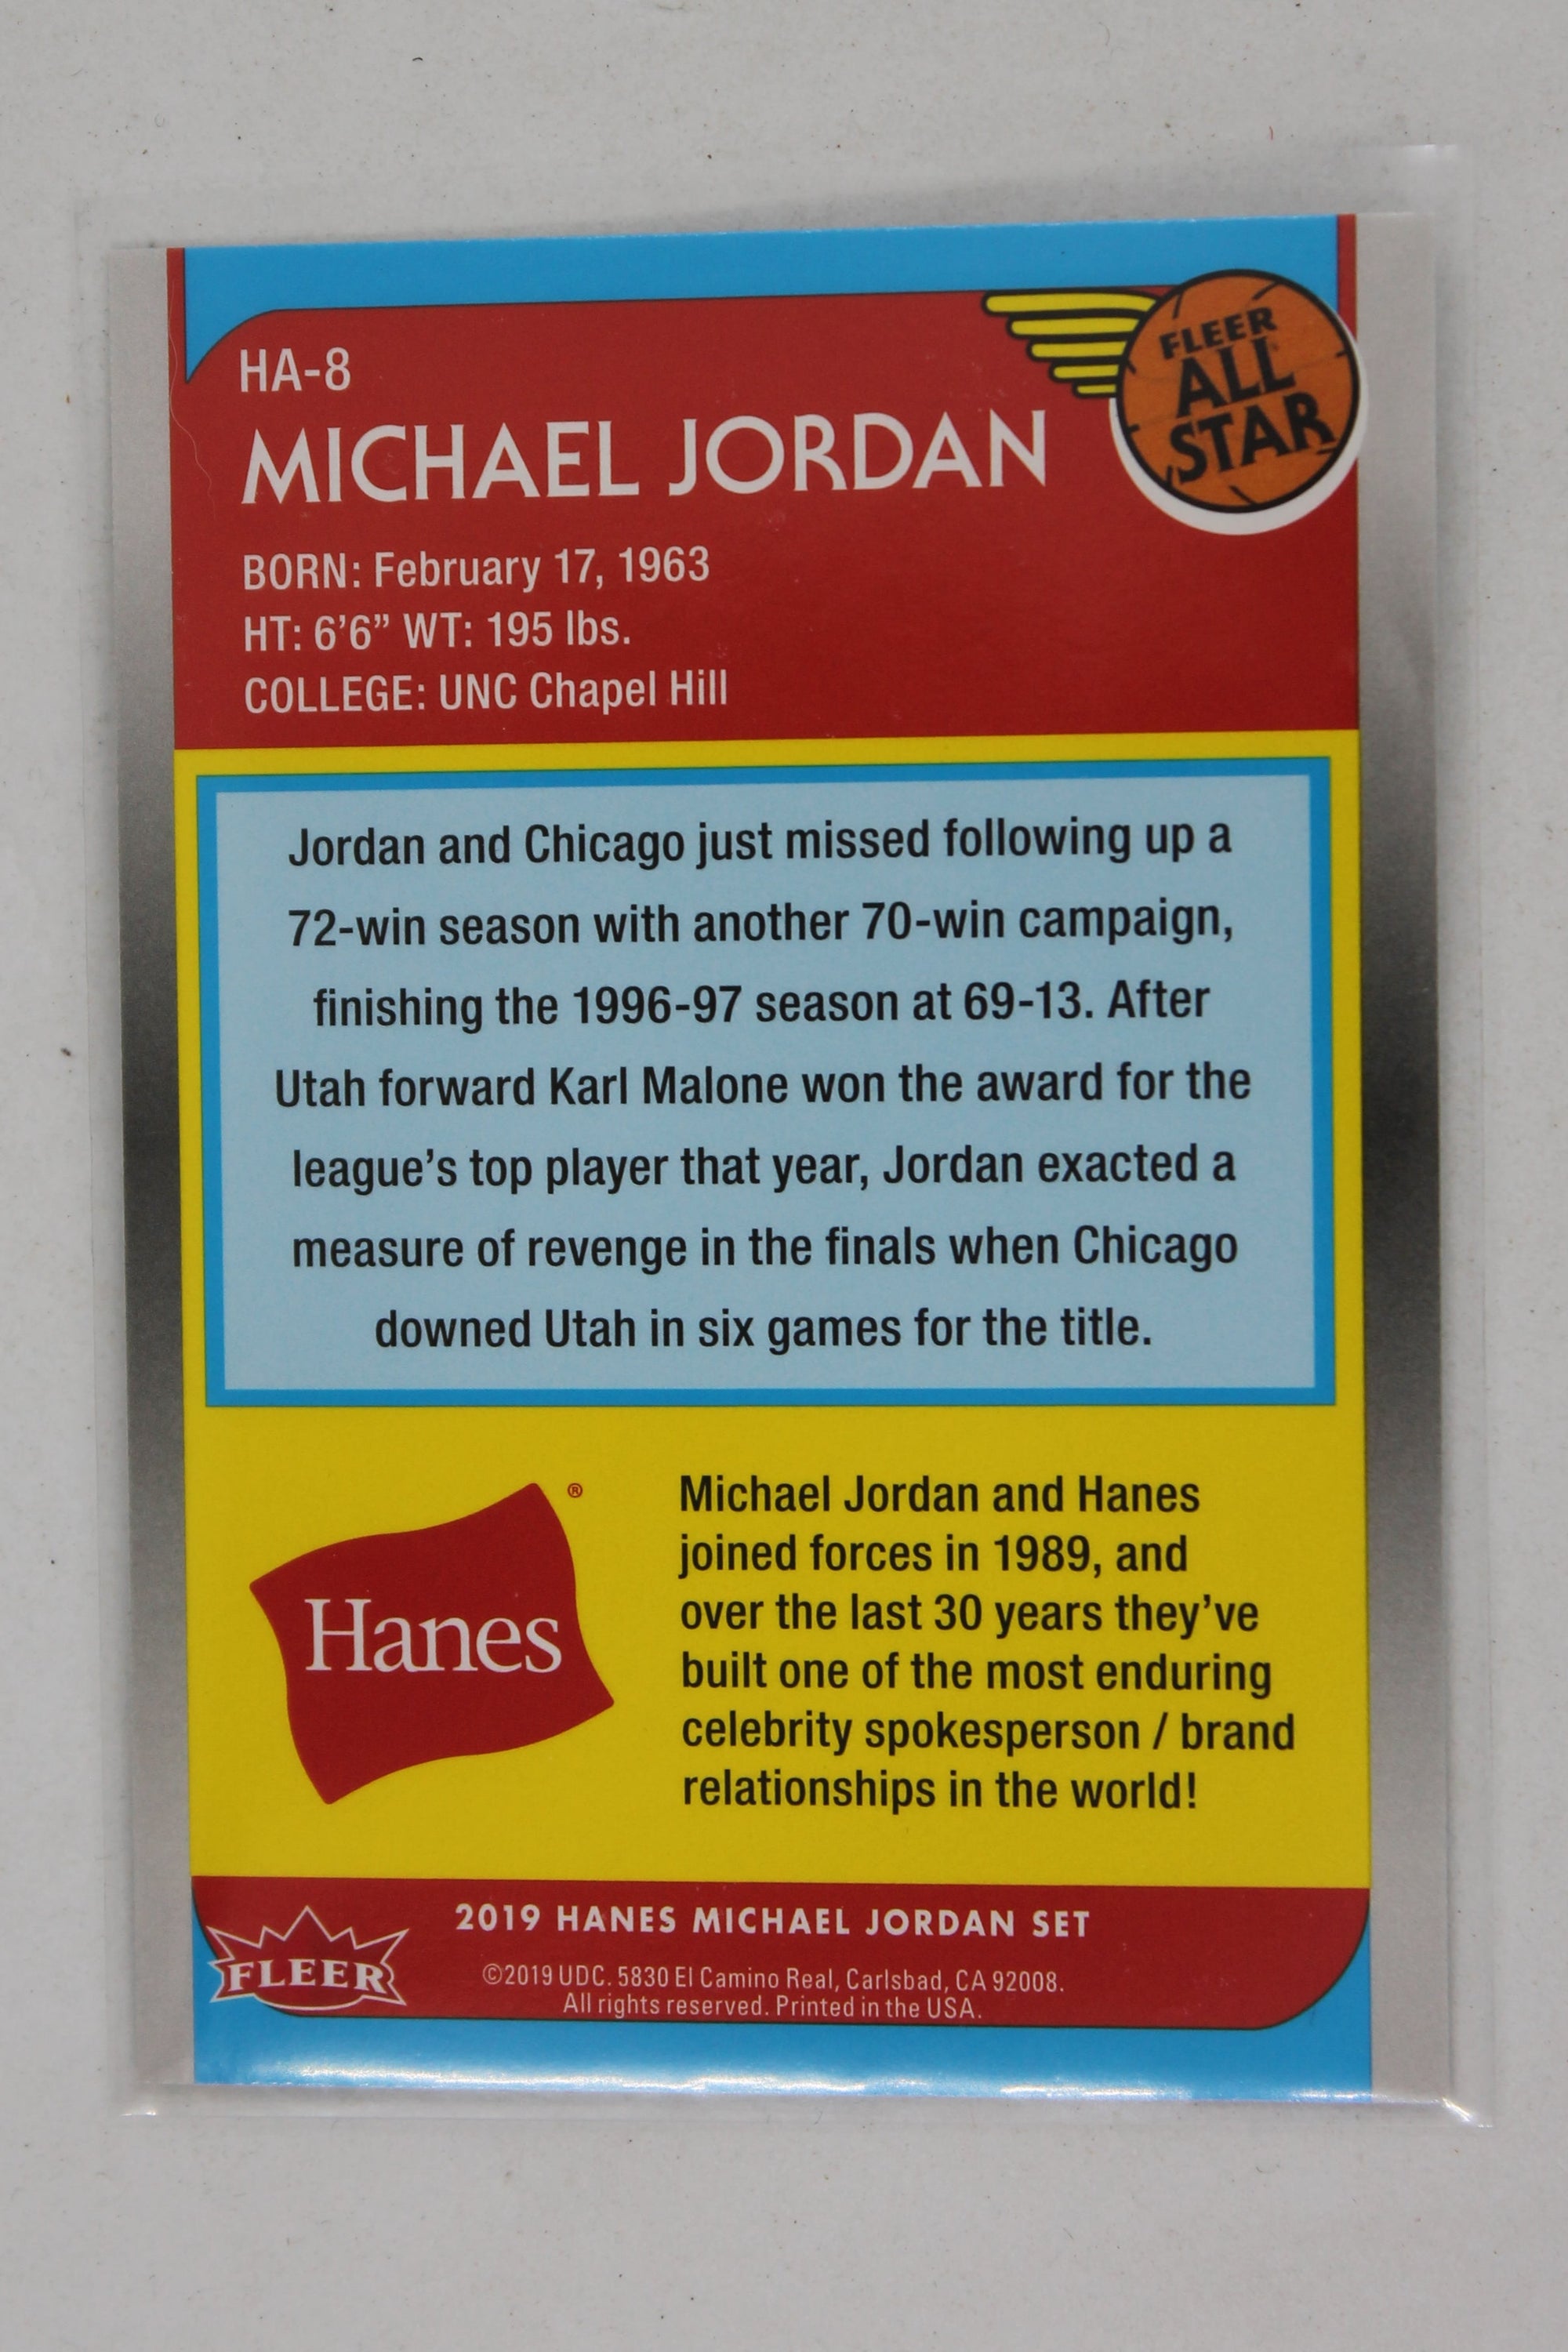 HA-8
FLEER
ALL
STAR
MICHAEL JORDAN
BORN: February 17, 1963
HT: 6'6” WT: 195 lbs.
COLLEGE: UNC Chapel Hill
Jordan and Chicago just missed following up a
72-win season with another 70-win campaign,
finishing the 1996-97 season at 69-13. After
Utah forward Karl Malone won the award for the
league's top player that year, Jordan exacted a
measure of revenge in the finals when Chicago
downed Utah in six games for the title.
Hanes®
Michael Jordan and Hanes
joined forces in 1989, and
over the last 30 years they've
built one of the most enduring
celebrity spokesperson / brand
relationships in the world!
FLEER
2019 HANES MICHAEL JORDAN SET
©2019 UDC. 5830 El Camino Real, Carlsbad, CA 92008.
All rights reserved. Printed in the USA.